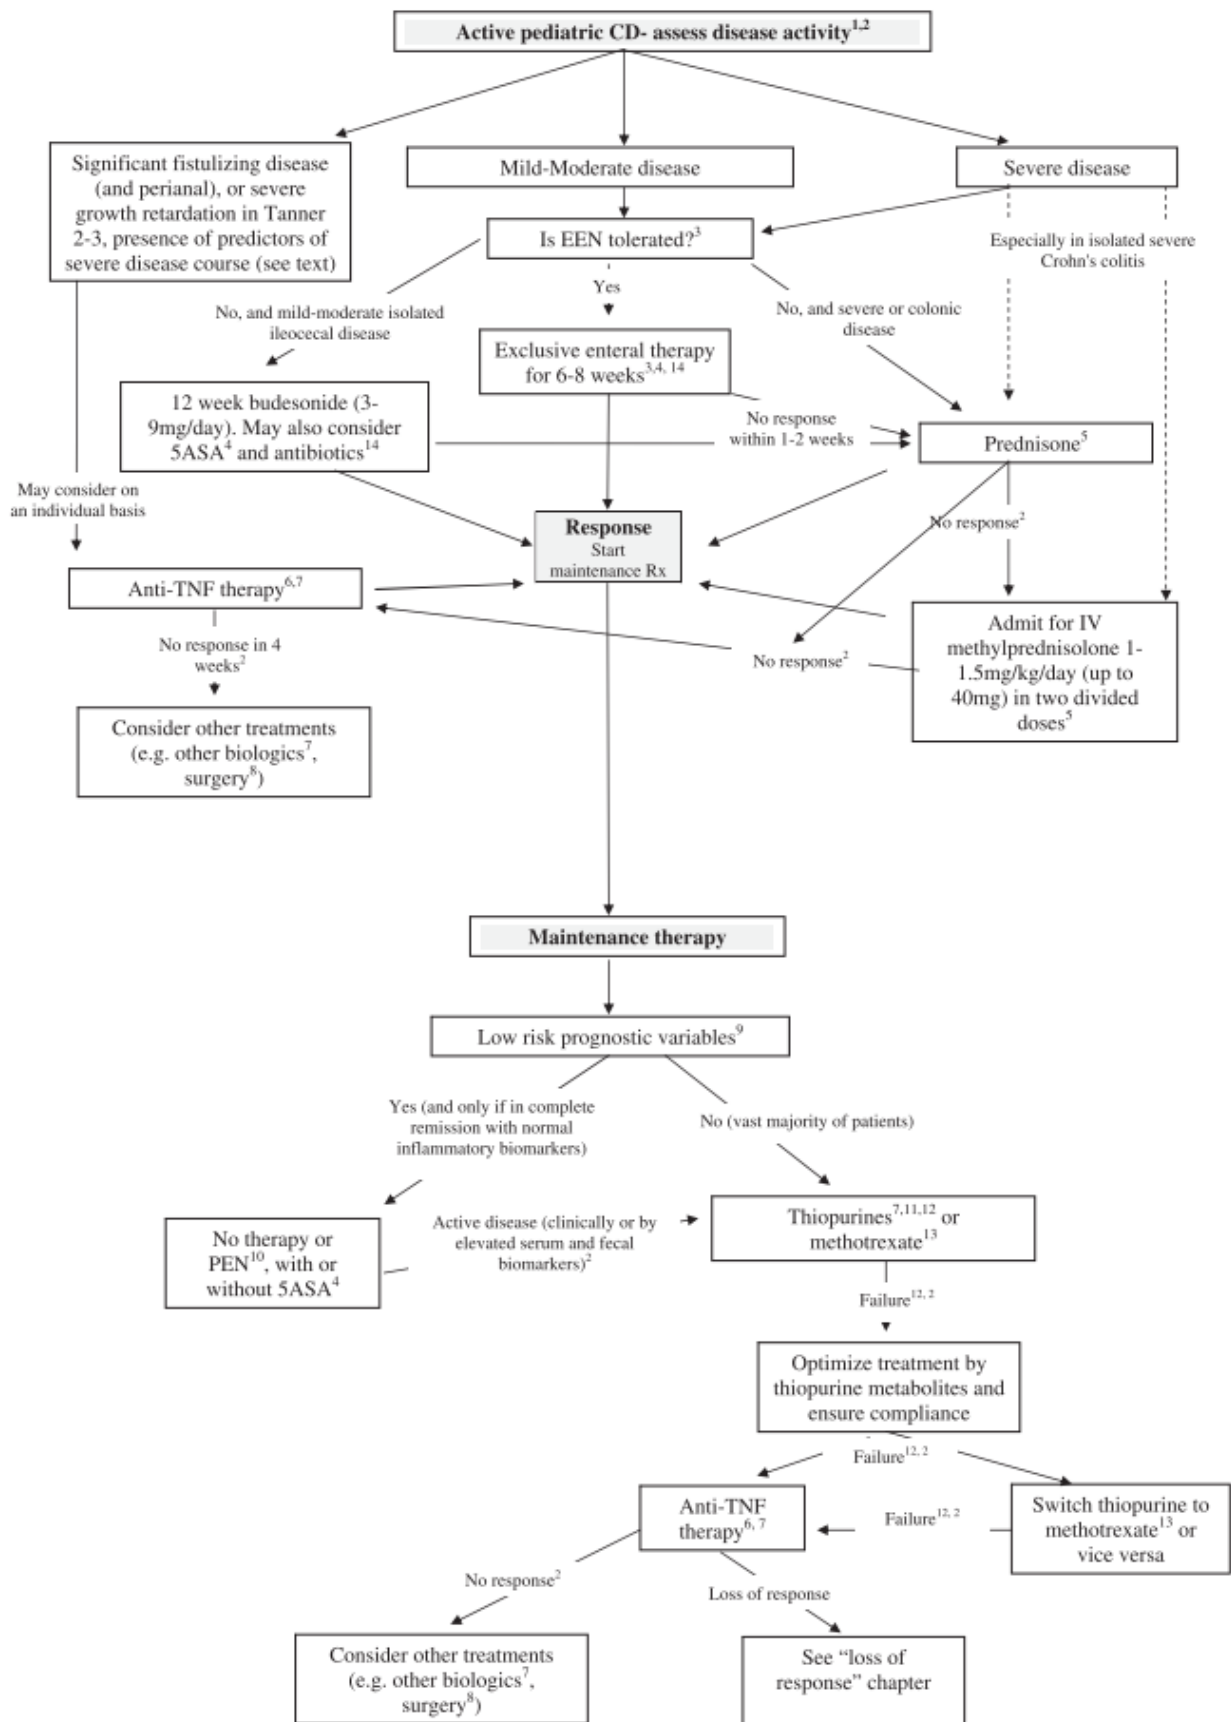 Active pediatric CD- assess disease activity1,2
Significant fistulizing disease
(and perianal), or severe
growth retardation in Tanner
2-3, presence of predictors of
severe disease course (see text)
Mild-Moderate disease
Severe disease
Is EEN tolerated?3
Especially in isolated severe
Crohn's colitis
Yes
No, and mild-moderate isolated
ileocecal disease
No, and severe or colonic
disease
Exclusive enteral therapy
for 6-8 weeks3,4, 14
12 week budesonide (3-
9mg/day). May also consider
5ASA4 and antibiotics14
No response
within 1-2 weeks
Prednisone5
May consider on
an individual basis
Response
Start
maintenance Rx
No response2
Anti-TNF therapy6,7
No response in 4
weeks2
No response2
Admit for IV
methylprednisolone 1-
1.5mg/kg/day (up to
40mg) in two divided
doses5
Consider other treatments
(e.g. other biologics7,
surgery8)
Maintenance therapy
Low risk prognostic variables9
Yes (and only if in complete
remission with normal
inflammatory biomarkers)
No (vast majority of patients)
No therapy or
PEN10, with or
without 5ASA4
Active disease (clinically or by
elevated serum and fecal
biomarkers)2
Thiopurines7,11,12 or
methotrexate13
Failure12, 2
Optimize treatment by
thiopurine metabolites and
ensure compliance
Failure12, 2
Anti-TNF
therapy6, 7
Failure12, 2
Switch thiopurine to
methotrexate13 or
vice versa
No response2
Loss of response
Consider other treatments
(e.g. other biologics7,
surgery8)
See “loss of
response” chapter